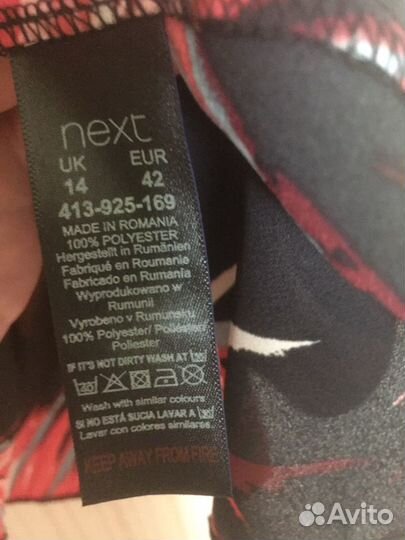 next
UK EUR
14 42
413-925-169
MADE IN ROMANIA
100% POLYESTER
Hergestellt in Rumänien
Fabriqué en Roumanie
Fabricado en Rumania
Wyprodukowano w
Rumunii
Vyrobeno v Rumunsku
100% Polyester/ Poliéster
Poliester
IF IT'S NOT DIRTY WASH AT 30
30
Wash with similar colours
SI NO ESTÁ SUCIA LAVAR A 30
Lavar con colores similares.
KEEP AWAY FROM FIRE
Avito